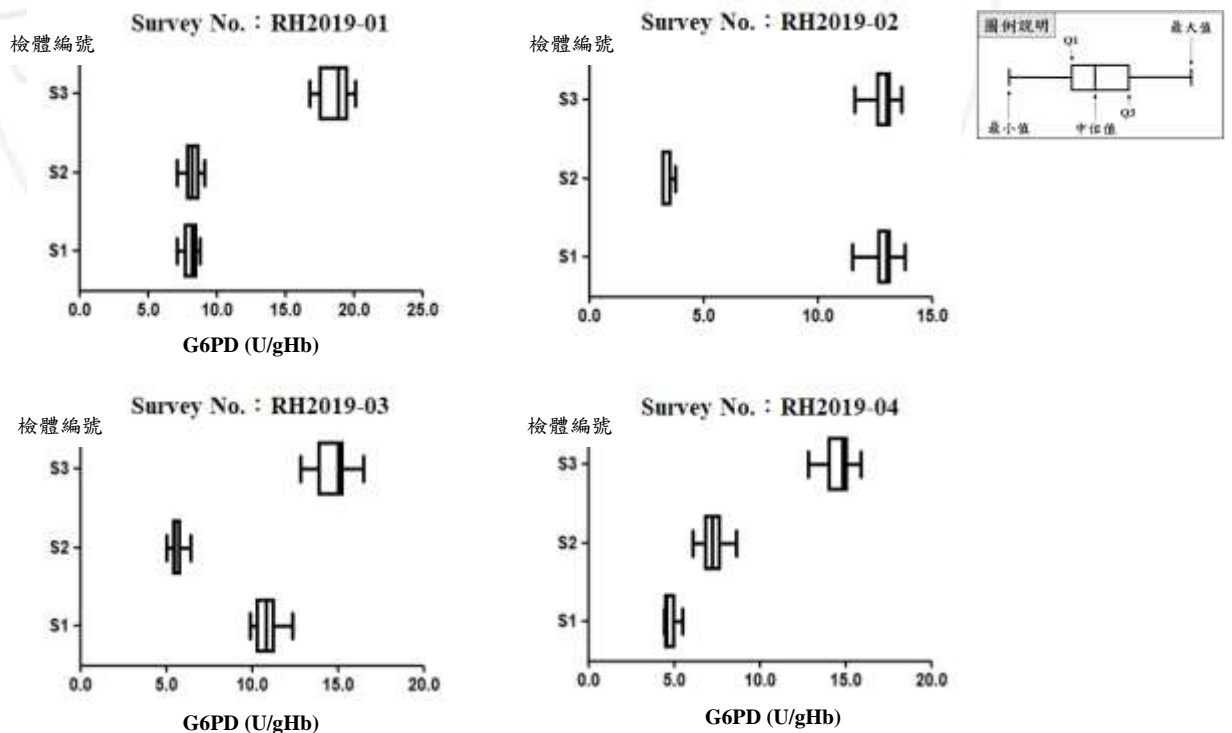 Survey No.：RH2019-01
檢體編號
S3
S2
S1
0.0 5.0 10.0 15.0 20.0 25.0
G6PD (U/gHb)
Survey No.：RH2019-02
檢體編號
S3
S2
S1
0.0 5.0 10.0 15.0
圖例說明
最大值
Q1
最小值
中位值
Q3
Survey No.：RH2019-03
檢體編號
S3
S2
S1
0.0 5.0 10.0 15.0 20.0
G6PD (U/gHb)
Survey No.：RH2019-04
檢體編號
S3
S2
S1
0.0 5.0 10.0 15.0 20.0
G6PD (U/gHb)